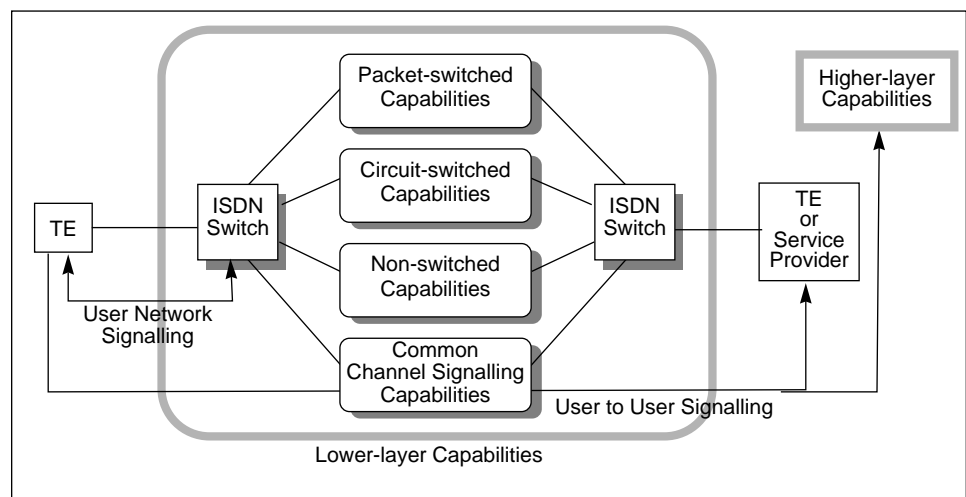 Packet-switched
Capabilities
Higher-layer
Capabilities
Circuit-switched
Capabilities
TE
ISDN
Switch
ISDN
Switch
TE
or
Service
Provider
Non-switched
Capabilities
User Network
Signalling
Common
Channel Signalling
Capabilities
User to User Signalling
Lower-layer Capabilities